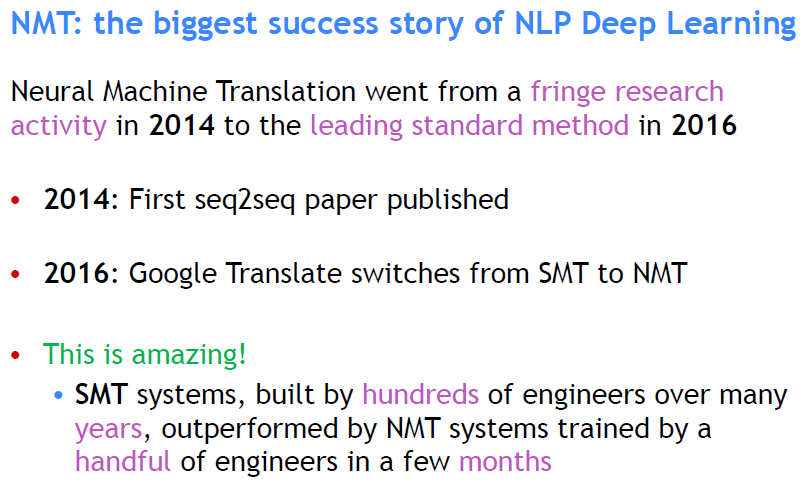 NMT: the biggest success story of NLP Deep Learning
Neural Machine Translation went from a fringe research
activity in 2014 to the leading standard method in 2016
• 2014: First seq2seq paper published
• 2016: Google Translate switches from SMT to NMT
• This is amazing!
• SMT systems, built by hundreds of engineers over many
years, outperformed by NMT systems trained by a
handful of engineers in a few months